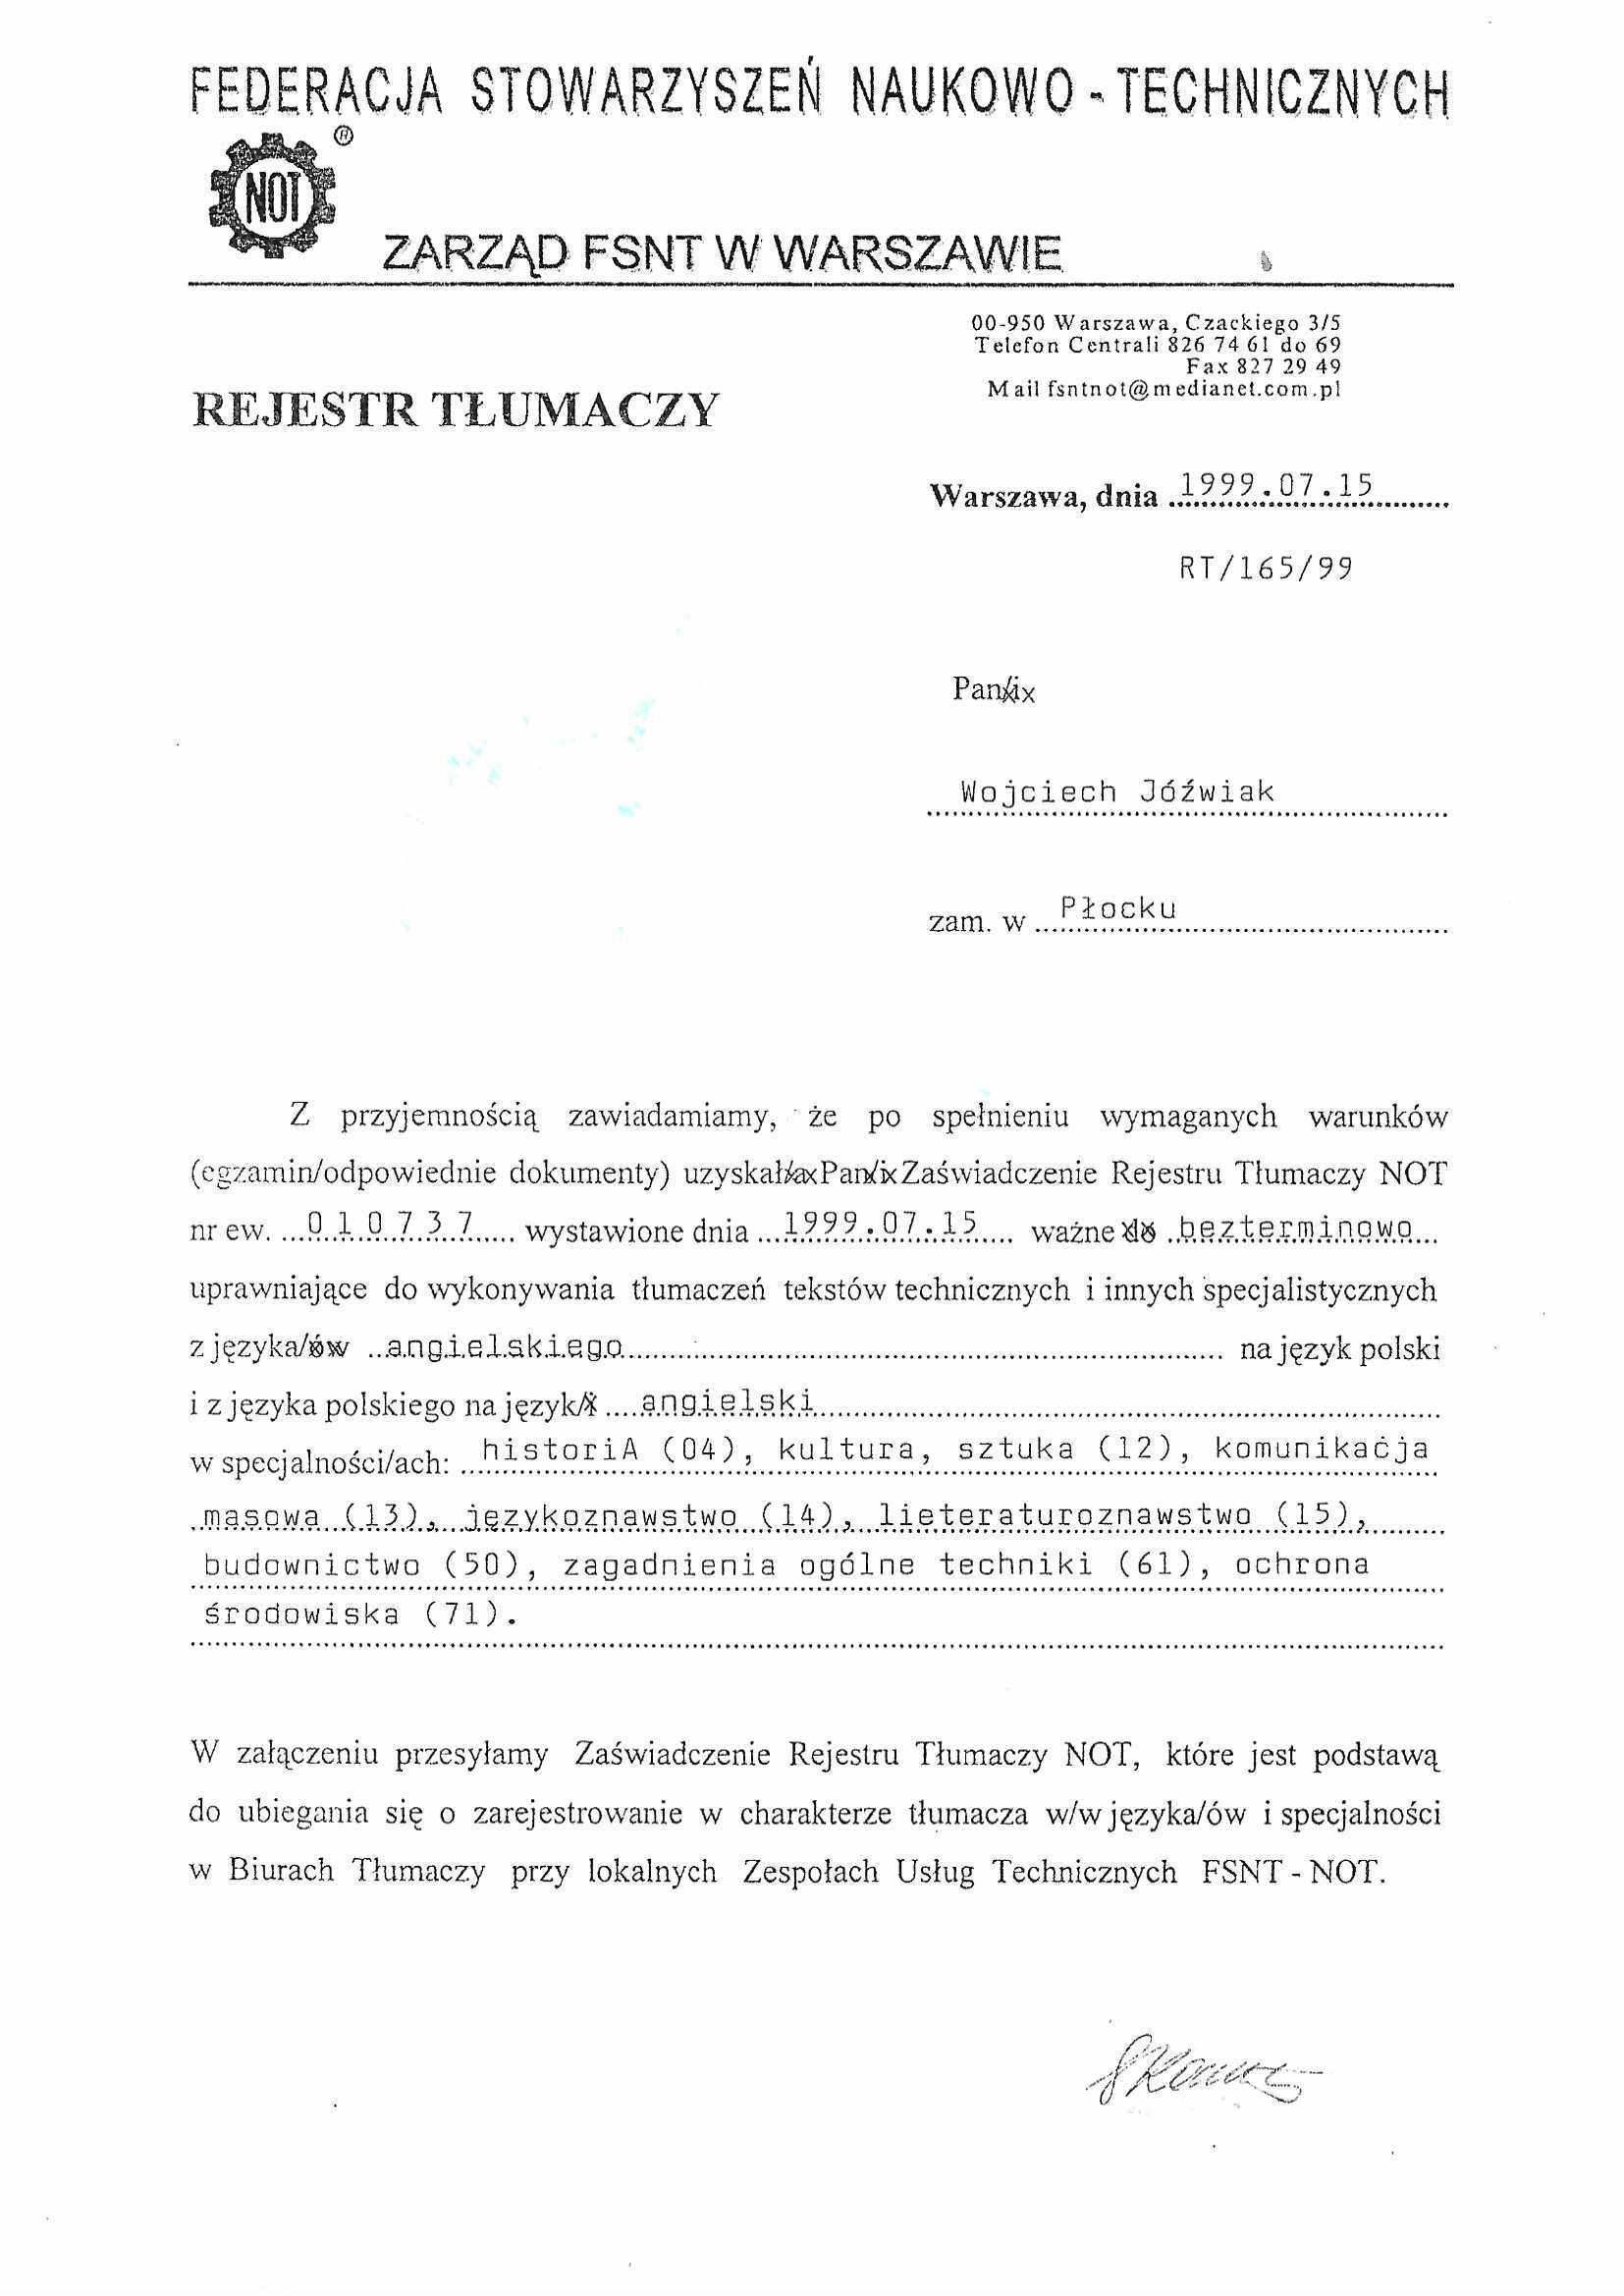 FEDERACJA STOWARZYSZEŃ NAUKOWO - TECHNICZNYCH
®
NOT
ZARZĄD FSNT W WARSZAWIE
00-950 Warszawa, Czackiego 3/5
Telefon Centrali 826 74 61 do 69
Fax 827 29 49
Mail fsntnot@medianet.com.pl
REJESTR TŁUMACZY
Warszawa, dnia 1999.07.15
RT/165/99
Pan/i
Wojciech Jóźwiak
zam. w Płocku
Z przyjemnością zawiadamiamy, że po spełnieniu wymaganych warunków
(egzamin/odpowiednie dokumenty) uzyskał/a Pan/i Zaświadczenie Rejestru Tłumaczy NOT
nr ew. 010737 wystawione dnia 1999.07.15 ważne do bezterminowo
uprawniające do wykonywania tłumaczeń tekstów technicznych i innych specjalistycznych
z języka/ów angielskiego na język polski
i z języka polskiego na język/i angielski
w specjalności/ach: historiA (04), kultura, sztuka (12), komunikacja
masowa (13), językoznawstwo (14), lieteraturoznawstwo (15),
budownictwo (50), zagadnienia ogólne techniki (61), ochrona
środowiska (71).
W załączeniu przesyłamy Zaświadczenie Rejestru Tłumaczy NOT, które jest podstawą
do ubiegania się o zarejestrowanie w charakterze tłumacza w/w języka/ów i specjalności
w Biurach Tłumaczy przy lokalnych Zespołach Usług Technicznych FSNT - NOT.